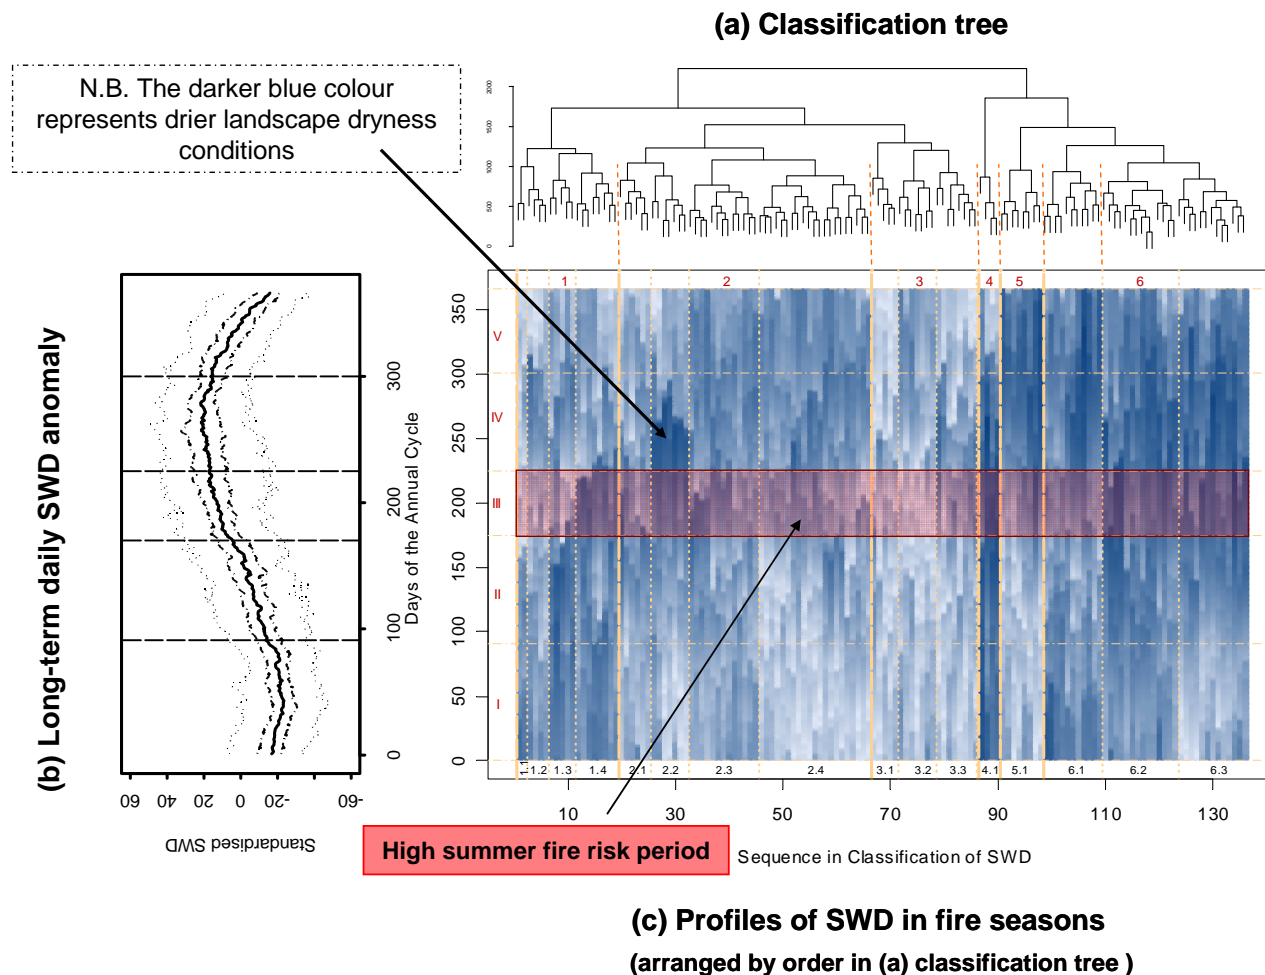 (a) Classification tree
N.B. The darker blue colour
represents drier landscape dryness
conditions
2000
1500
1000
500
0
(b) Long-term daily SWD anomaly
300
200
100
0
Days of the Annual Cycle
60 40 20 0 -20 -60
Standardised SWD
1 2 3 4 5 6
350
300
250
200
150
100
50
0
V
IV
III
II
I
1.1 1.2 1.3 1.4 2.1 2.2 2.3 2.4 3.1 3.2 3.3 4.1 5.1 6.1 6.2 6.3
10 30 50 70 90 110 130
High summer fire risk period
Sequence in Classification of SWD
(c) Profiles of SWD in fire seasons
(arranged by order in (a) classification tree )